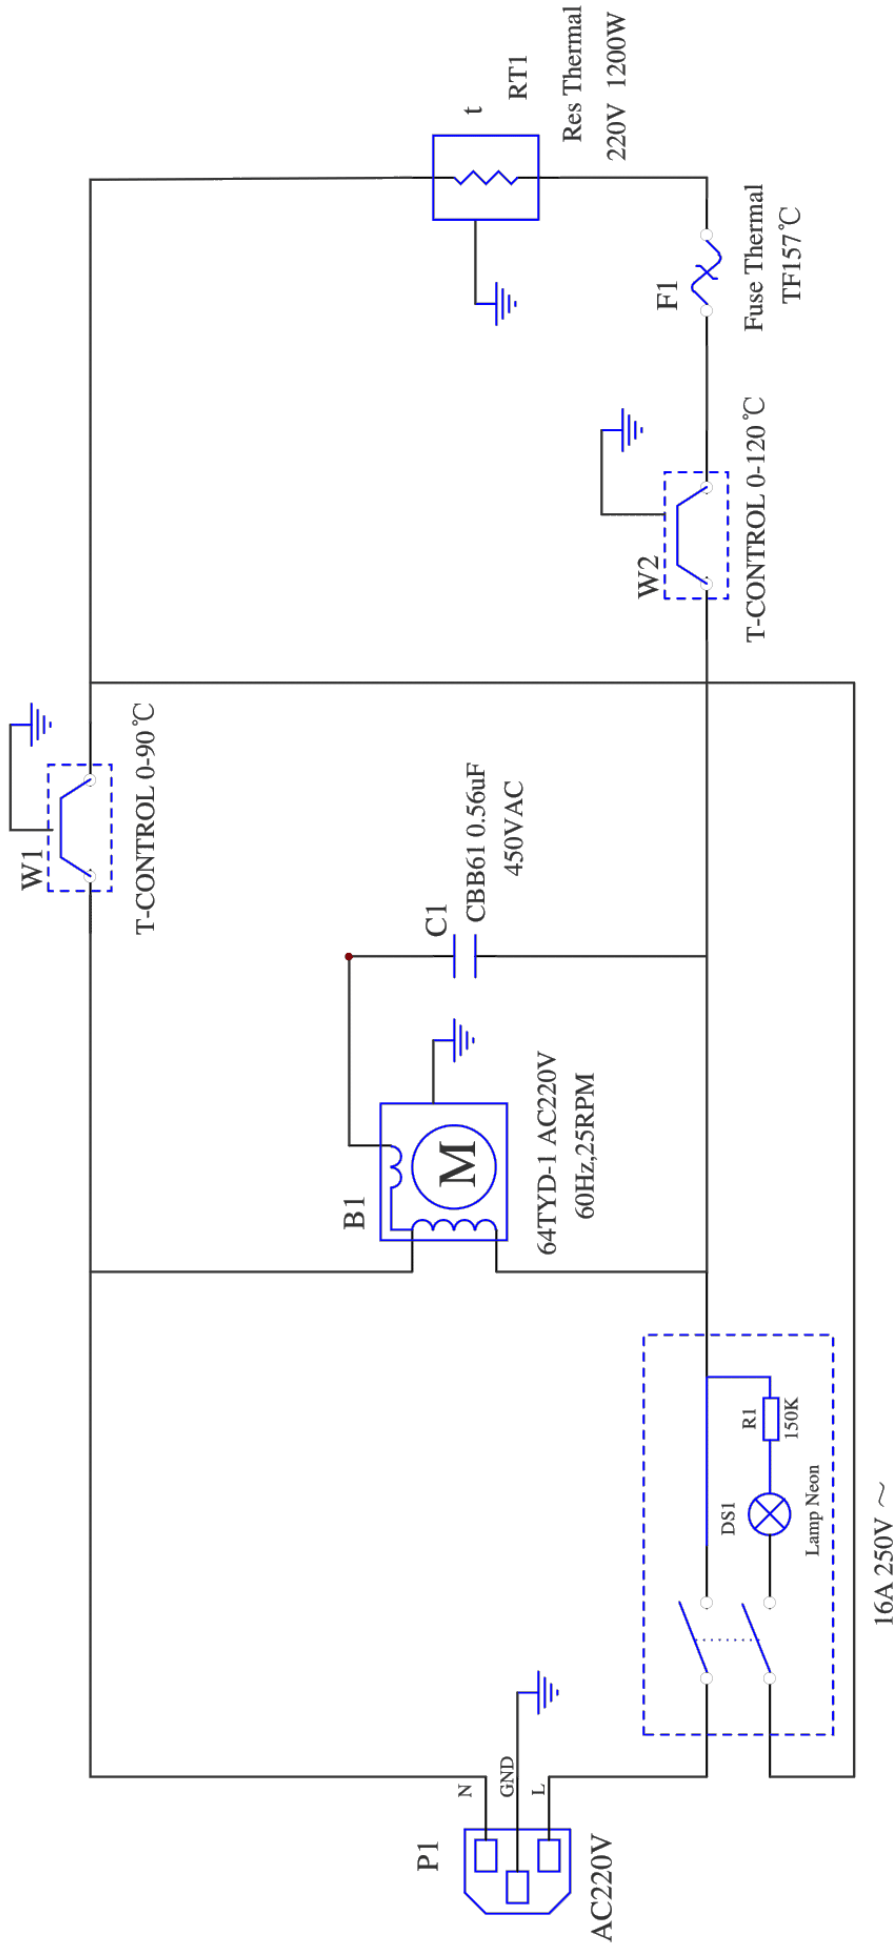 W1
T-CONTROL 0-90℃
t
RT1
Res Thermal
220V 1200W
F1
Fuse Thermal
TF157℃
W2
T-CONTROL 0-120℃
C1
CBB61 0.56uF
450VAC
B1
M
64TYD-1 AC220V
60Hz,25RPM
P1
N
GND
L
AC220V
DS1
Lamp Neon
R1
150K
16A 250V ～